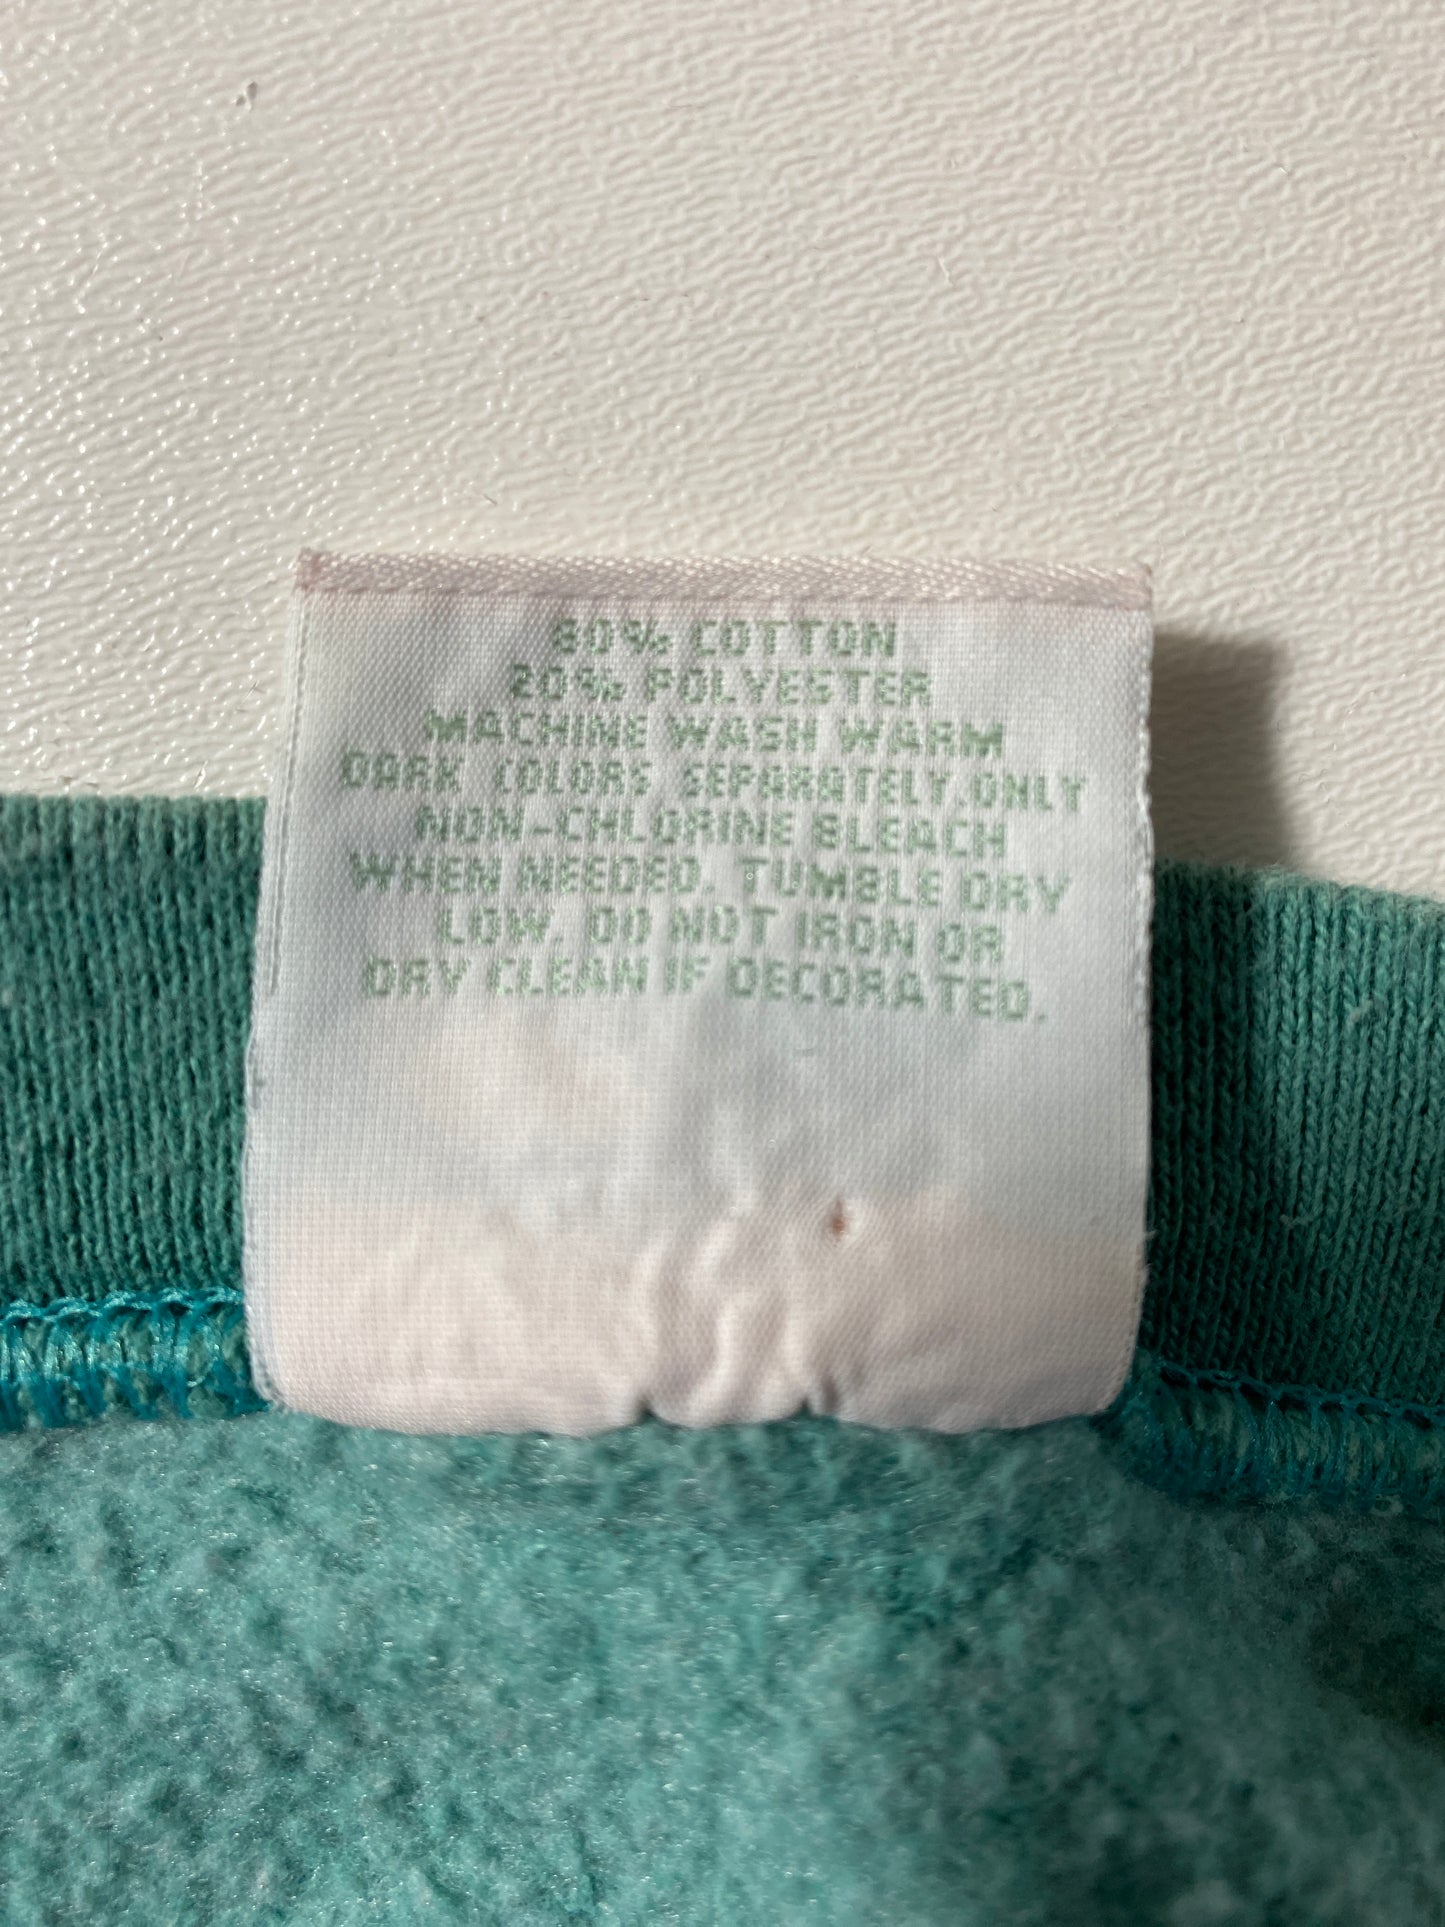 80% COTTON
20% POLYESTER
MACHINE WASH WARM
DARK COLORS SEPARATELY.ONLY
NON-CHLORINE BLEACH
WHEN NEEDED. TUMBLE DRY
LOW. DO NOT IRON OR
DRY CLEAN IF DECORATED.